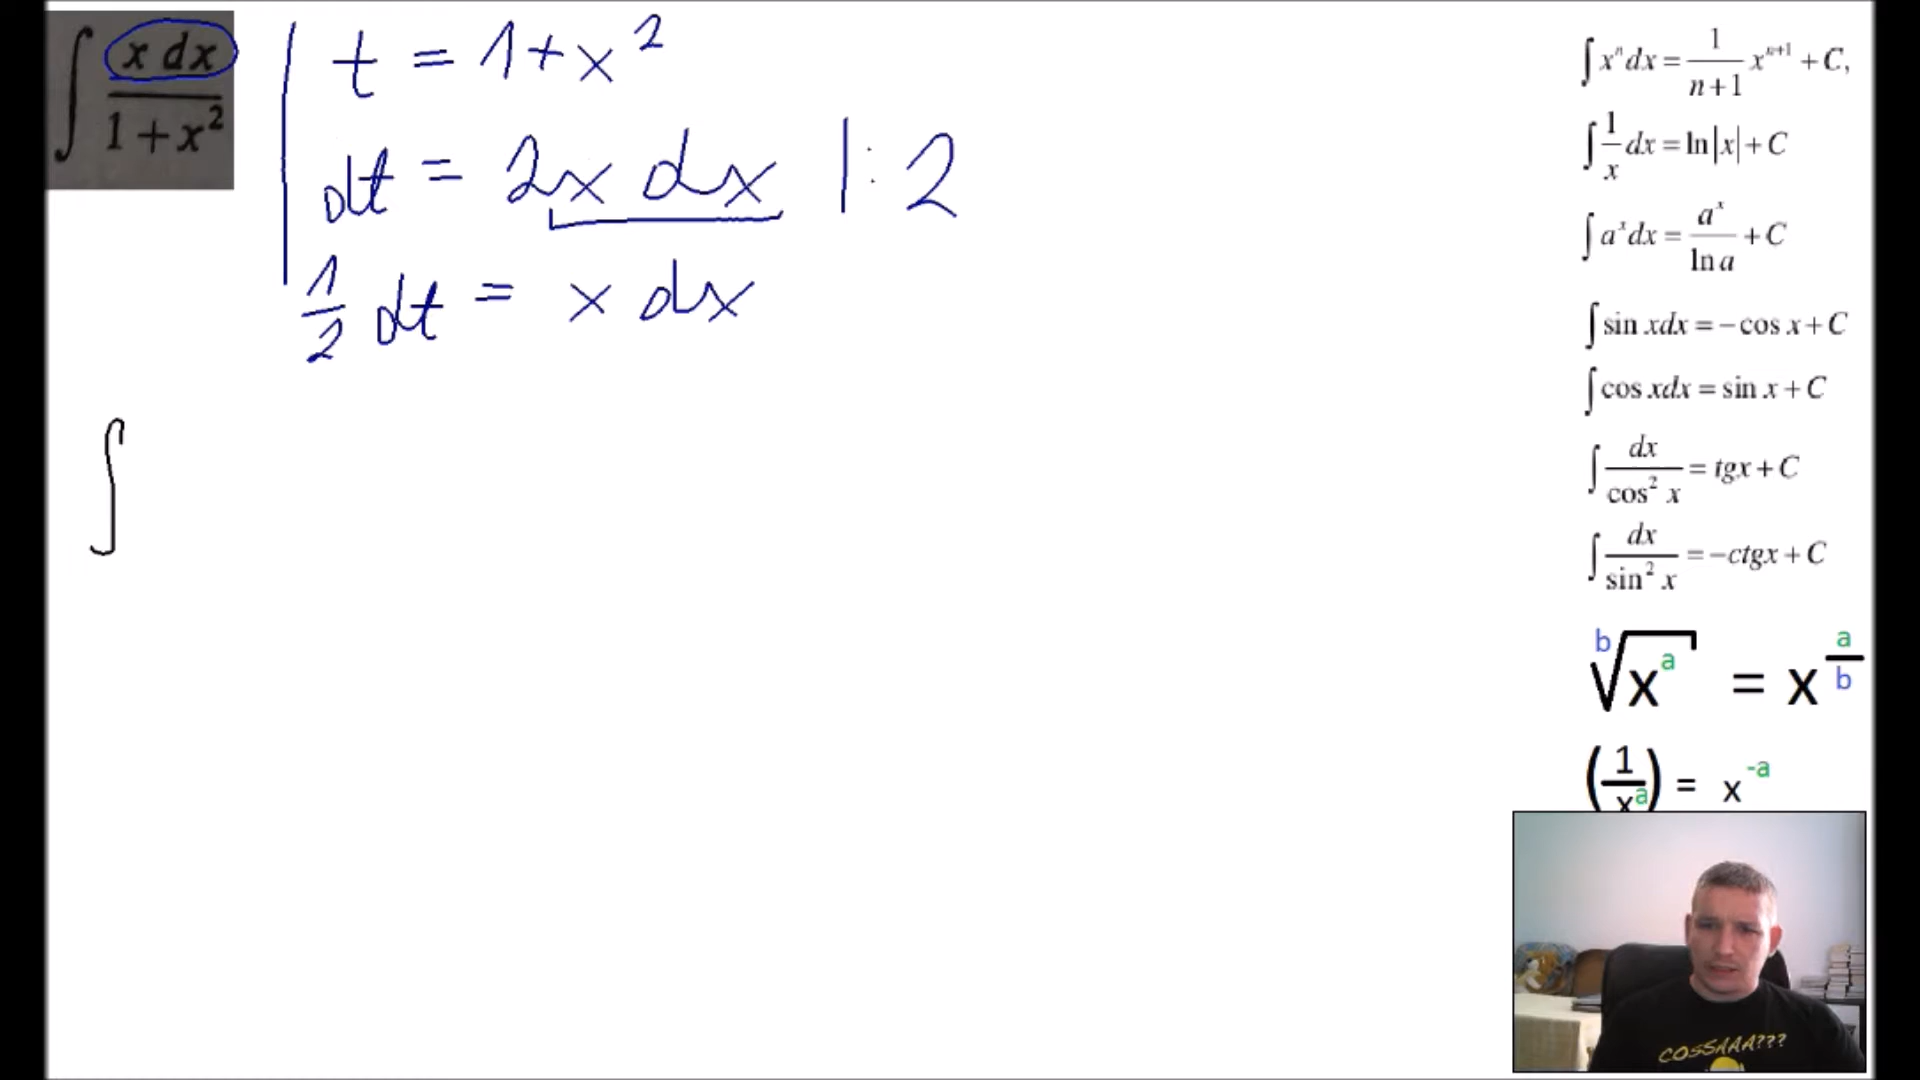 ∫ x dx / 1+x²
t = 1+x²
dt = 2x dx |:2
1/2 dt = x dx
∫
∫xⁿdx = 1/(n+1) xⁿ⁺¹ + C,
∫1/x dx = ln|x| + C
∫aˣdx = aˣ/ln a + C
∫sin xdx = −cos x + C
∫cos xdx = sin x + C
∫dx/cos² x = tgx + C
∫dx/sin² x = −ctgx + C
ᵇ√xᵃ = x^(a/b)
(1/xᵃ) = x^(-a)
COSSAAA???